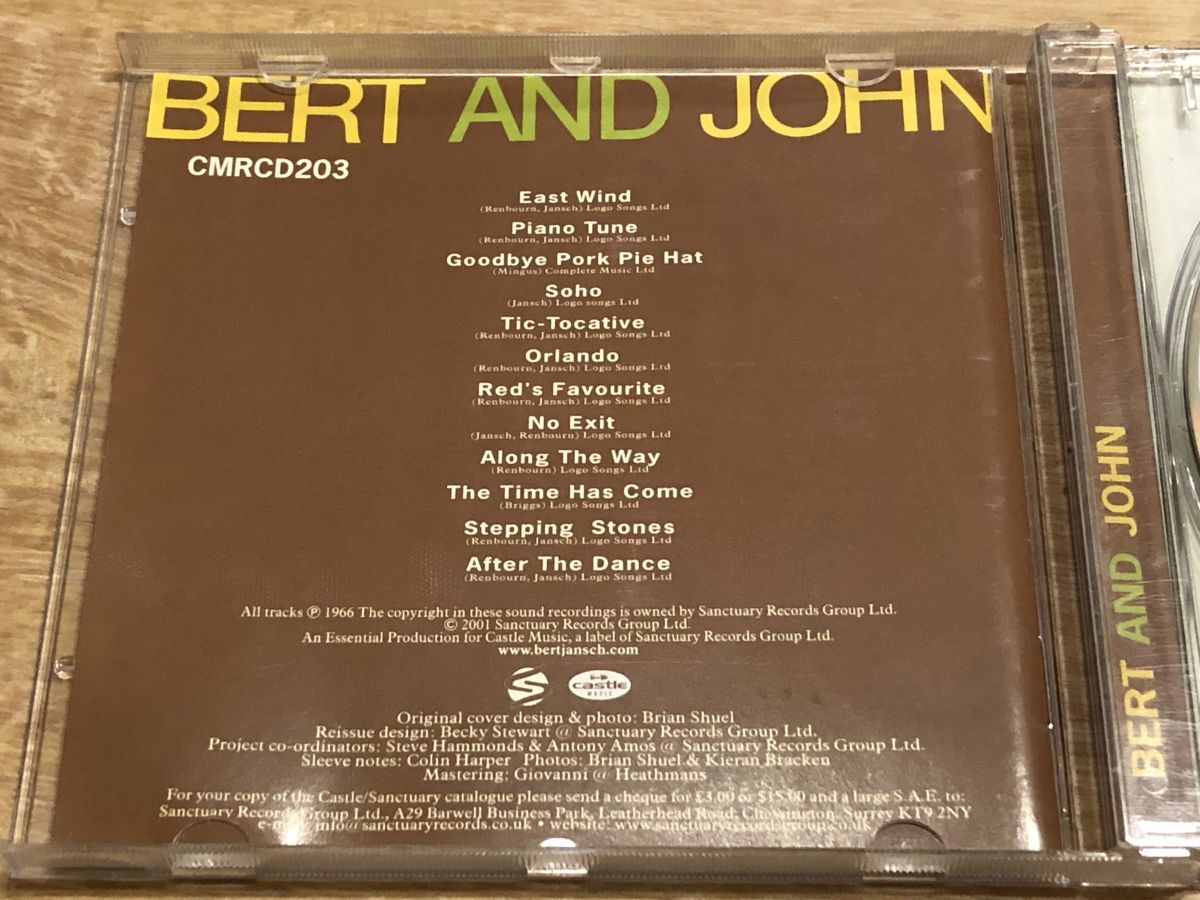 BERT AND JOHN
CMRCD203
East Wind
(Renbourn, Jansch) Logo Songs Ltd
Piano Tune
(Renbourn, Jansch) Logo Songs Ltd
Goodbye Pork Pie Hat
(Mingus) Complete Music Ltd
Soho
(Jansch) Logo songs Ltd
Tic-Tocative
(Renbourn, Jansch) Logo Songs Ltd
Orlando
(Renbourn, Jansch) Logo Songs Ltd
Red's Favourite
(Renbourn, Jansch) Logo Songs Ltd
No Exit
(Jansch, Renbourn) Logo Songs Ltd
Along The Way
(Renbourn) Logo Songs Ltd
The Time Has Come
(Briggs) Logo Songs Ltd
Stepping Stones
(Renbourn, Jansch) Logo Songs Ltd
After The Dance
(Renbourn, Jansch) Logo Songs Ltd
All tracks ℗ 1966 The copyright in these sound recordings is owned by Sanctuary Records Group Ltd.
© 2001 Sanctuary Records Group Ltd.
An Essential Production for Castle Music, a label of Sanctuary Records Group Ltd.
www.bertjansch.com
S
castle
MUSIC
Original cover design & photo: Brian Shuel
Reissue design: Becky Stewart @ Sanctuary Records Group Ltd.
Project co-ordinators: Steve Hammonds & Antony Amos @ Sanctuary Records Group Ltd.
Sleeve notes: Colin Harper Photos: Brian Shuel & Kieran Bracken
Mastering: Giovanni @ Heathmans
For your copy of the Castle/Sanctuary catalogue please send a cheque for £3.00 or $15.00 and a large S.A.E. to:
Sanctuary Records Group Ltd., A29 Barwell Business Park, Leatherhead Road, Chessington, Surrey KT9 2NY
e-mail: info@sanctuaryrecords.co.uk • website: www.sanctuaryrecordsgroup.co.uk
BERT AND JOHN